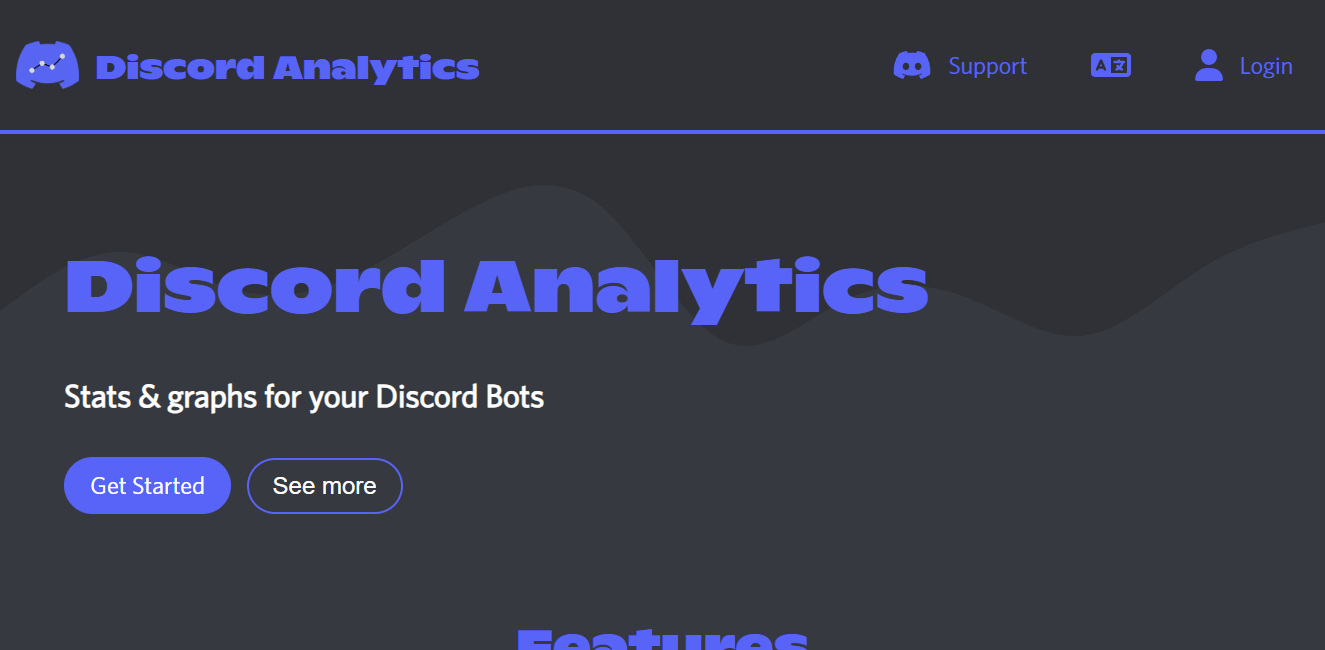 Discord Analytics
Support
Login
Discord Analytics
Stats & graphs for your Discord Bots
Get Started
See more
Features